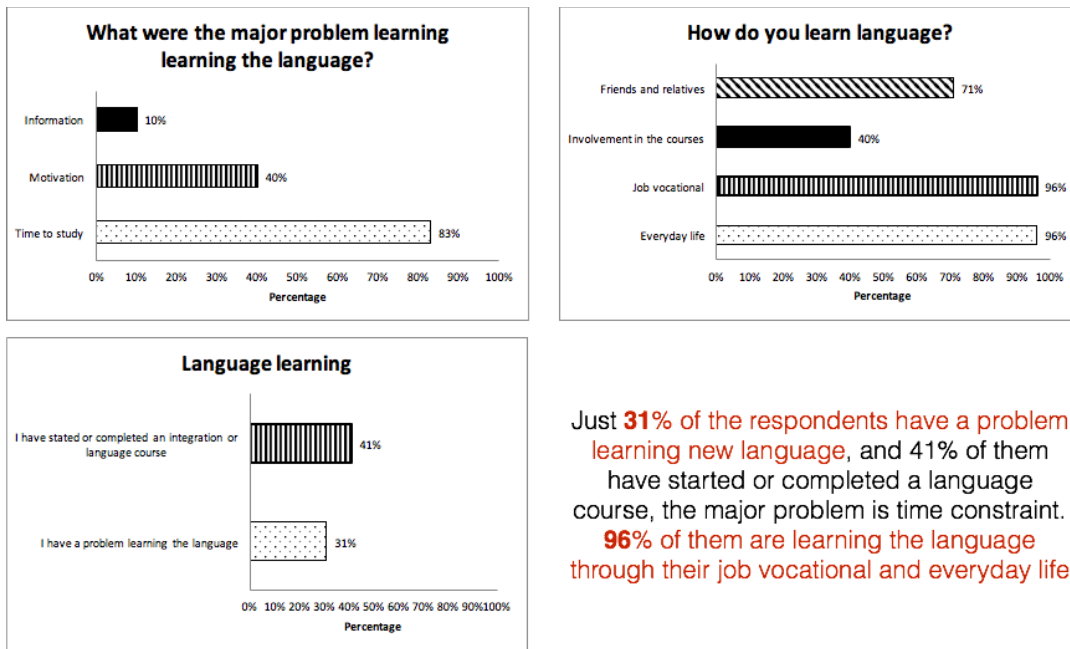 What were the major problem learning
learning the language?
Information
10%
Motivation
40%
Time to study
83%
0% 10% 20% 30% 40% 50% 60% 70% 80% 90% 100%
Percentage
How do you learn language?
Friends and relatives
71%
Involvement in the courses
40%
Job vocational
96%
Everyday life
96%
0% 10% 20% 30% 40% 50% 60% 70% 80% 90% 100%
Percentage
Language learning
I have stated or completed an integration or
language course
41%
I have a problem learning the language
31%
0% 10% 20% 30% 40% 50% 60% 70% 80% 90%100%
Percentage
Just 31% of the respondents have a problem
learning new language, and 41% of them
have started or completed a language
course, the major problem is time constraint.
96% of them are learning the language
through their job vocational and everyday life